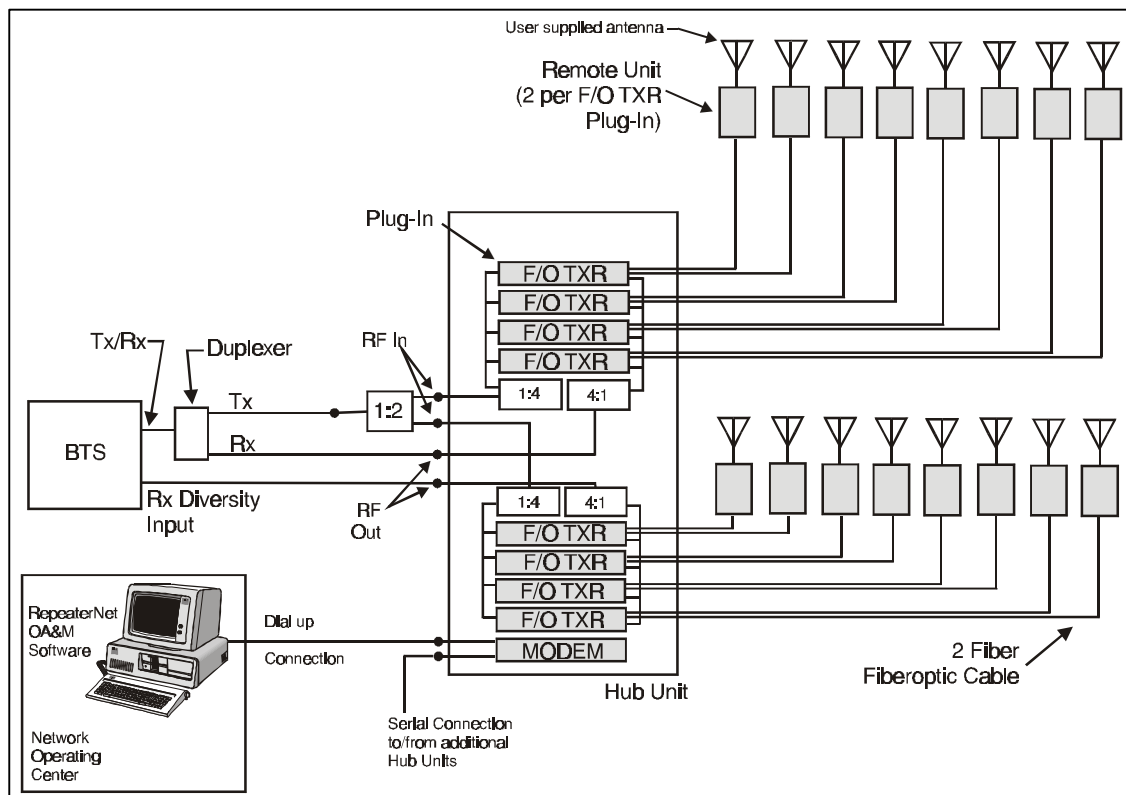 User supplied antenna
Remote Unit
(2 per F/O TXR
Plug-In)
Plug-In
F/O TXR
F/O TXR
F/O TXR
F/O TXR
1:4
4:1
Tx/Rx
Duplexer
RF In
Tx
1:2
BTS
Rx
Rx Diversity
Input
RF
Out
1:4
4:1
F/O TXR
F/O TXR
F/O TXR
F/O TXR
MODEM
Hub Unit
2 Fiber
Fiberoptic Cable
RepeaterNet
OA&M
Software
Dial up
Connection
Network
Operating
Center
Serial Connection
to/from additional
Hub Units